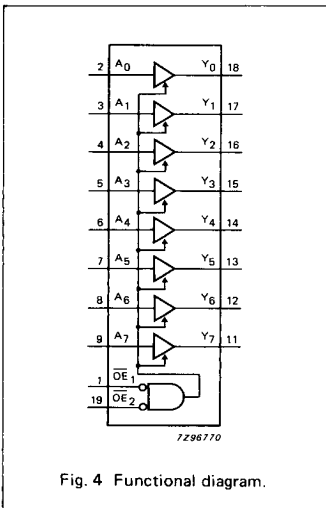 2 A0 Y0 18
3 A1 Y1 17
4 A2 Y2 16
5 A3 Y3 15
6 A4 Y4 14
7 A5 Y5 13
8 A6 Y6 12
9 A7 Y7 11
1 O̅E̅1
19 O̅E̅2
7Z96770
Fig. 4 Functional diagram.